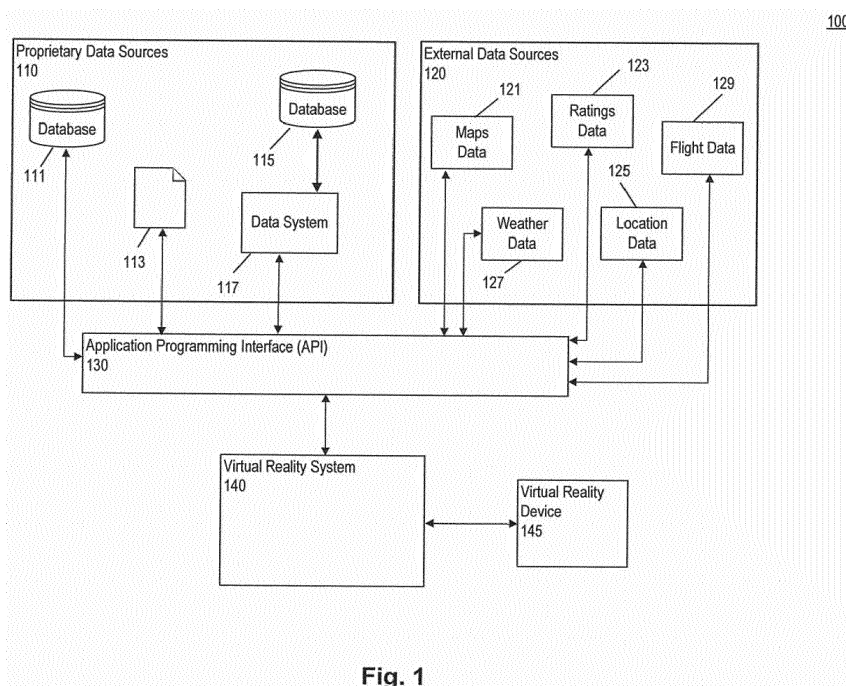 100
Proprietary Data Sources
110
Database
111
113
Database
115
Data System
117
External Data Sources
120
121
Maps
Data
123
Ratings
Data
129
Flight Data
Weather
Data
127
125
Location
Data
Application Programming Interface (API)
130
Virtual Reality System
140
Virtual Reality
Device
145
Fig. 1